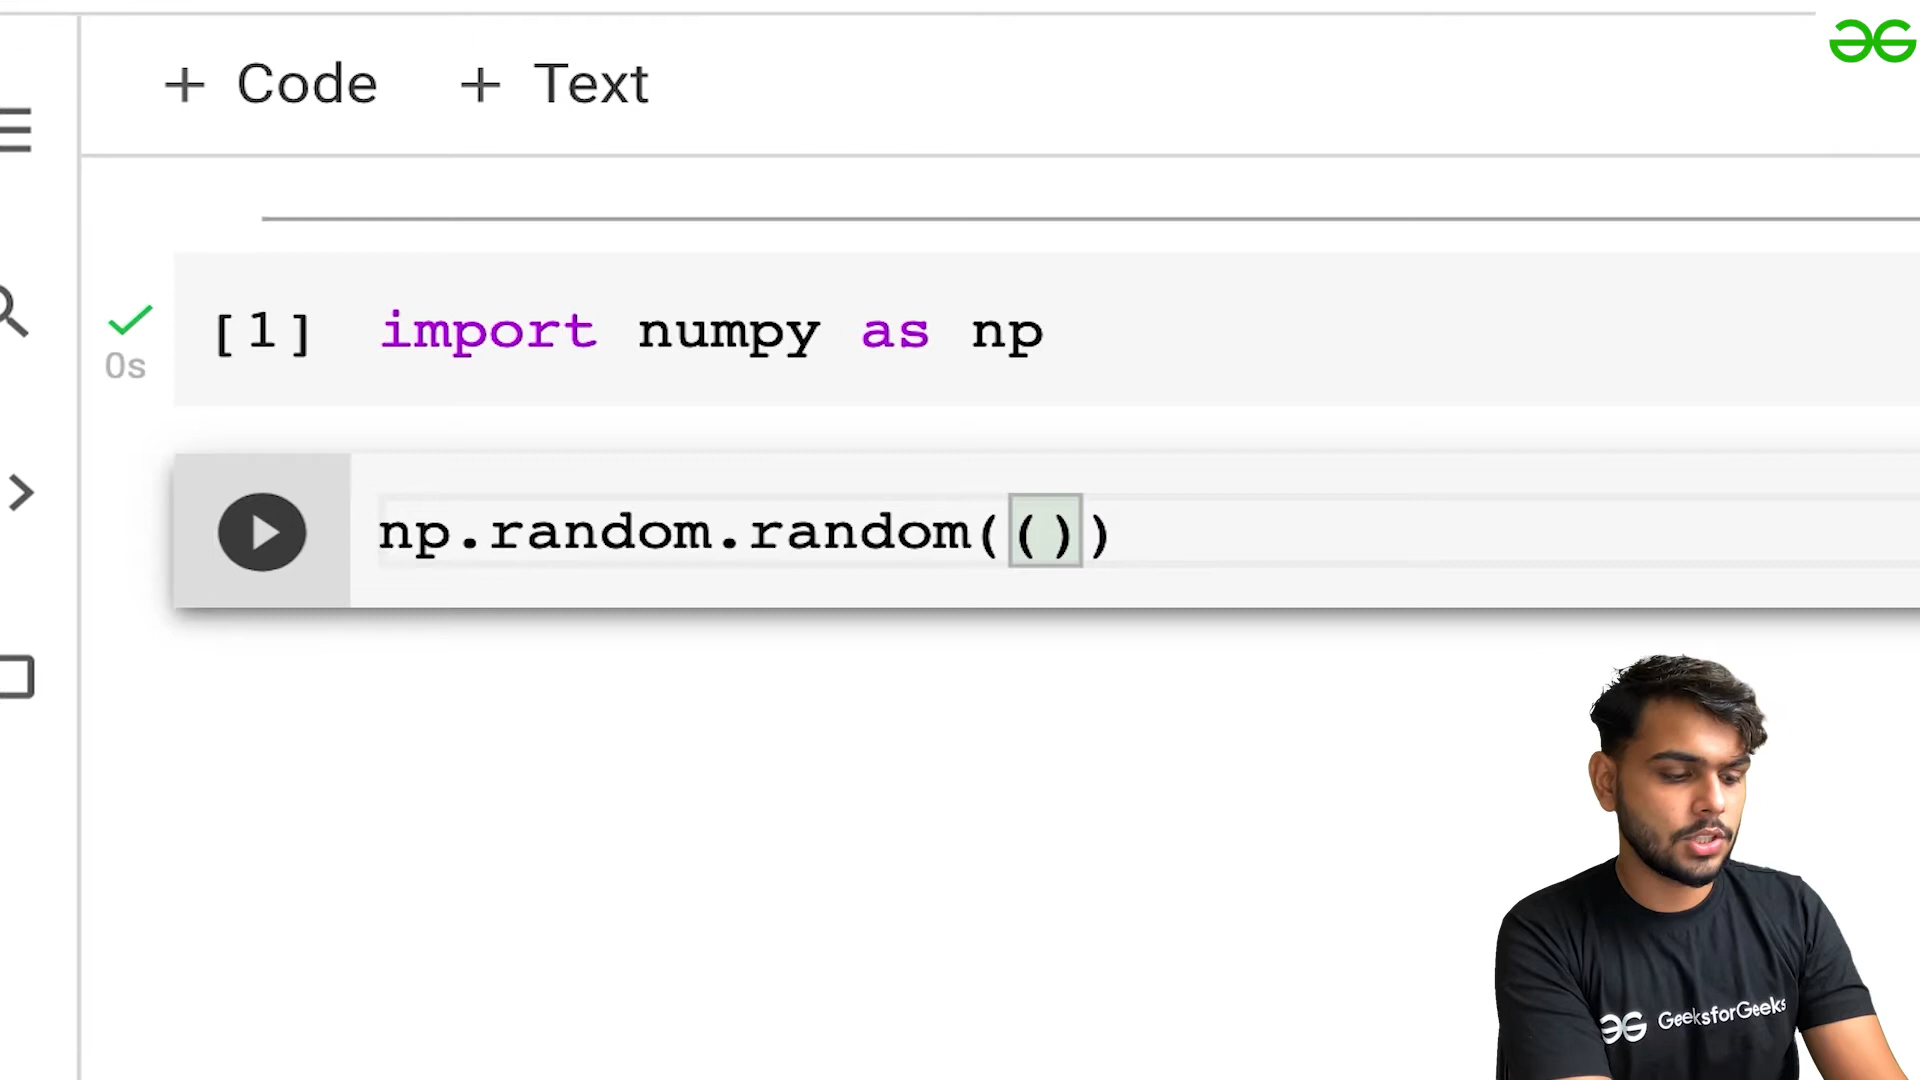 + Code + Text
[1] import numpy as np
0s
np.random.random(())
GeeksforGeeks